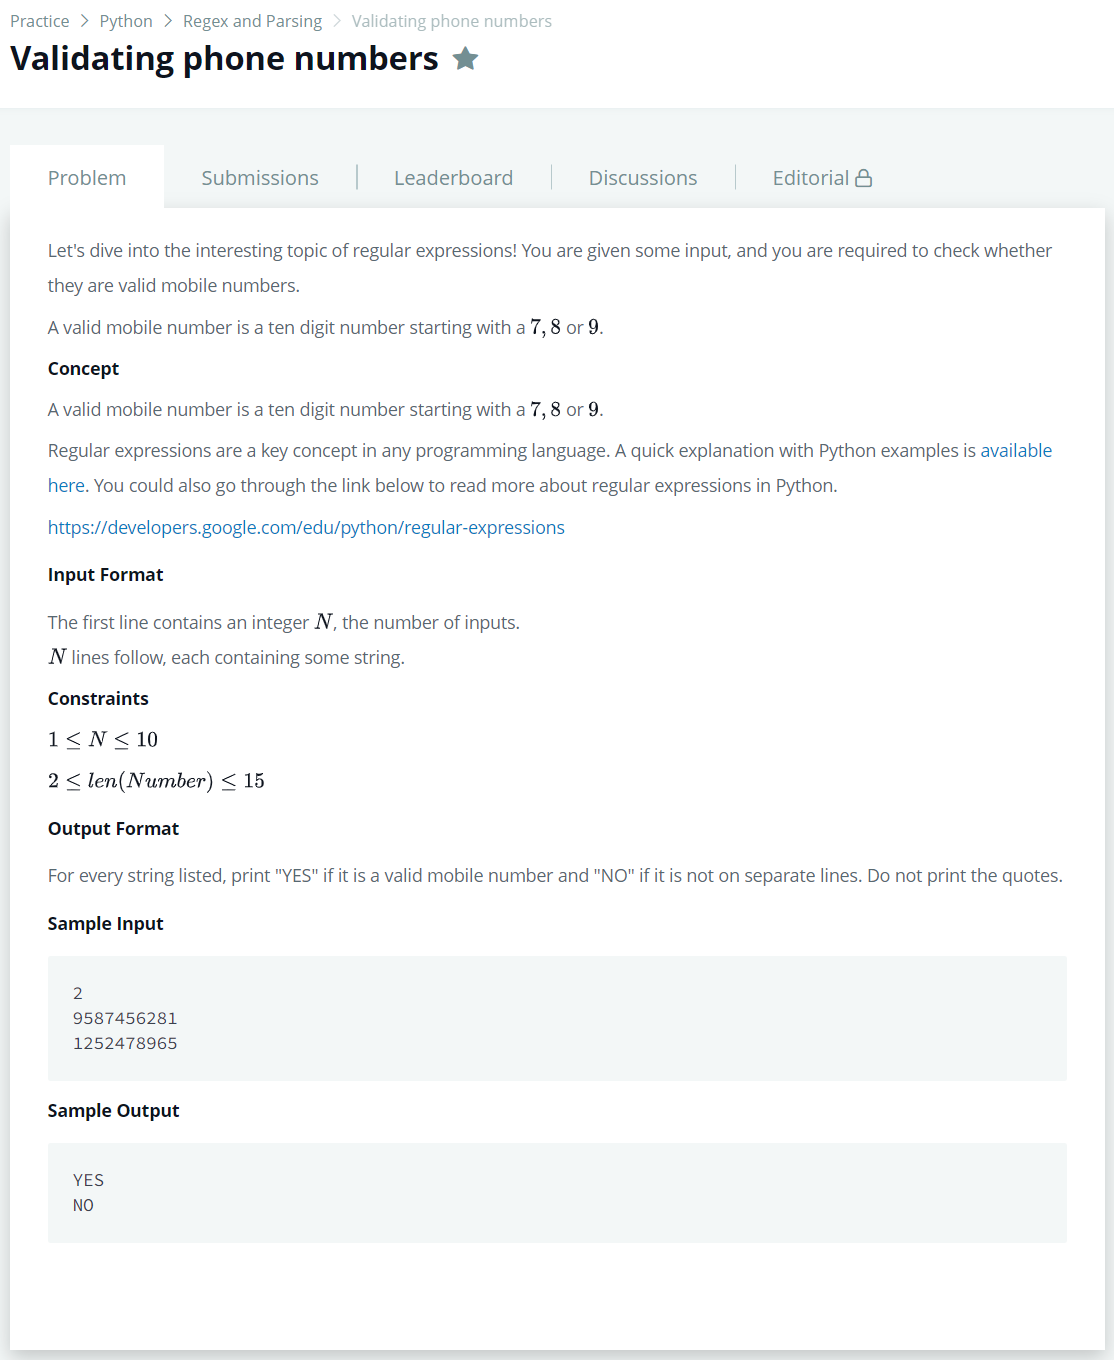 Practice > Python > Regex and Parsing > Validating phone numbers
Validating phone numbers
Problem
Submissions
Leaderboard
Discussions
Editorial
Let's dive into the interesting topic of regular expressions! You are given some input, and you are required to check whether
they are valid mobile numbers.
A valid mobile number is a ten digit number starting with a 7, 8 or 9.
Concept
A valid mobile number is a ten digit number starting with a 7, 8 or 9.
Regular expressions are a key concept in any programming language. A quick explanation with Python examples is available
here. You could also go through the link below to read more about regular expressions in Python.
https://developers.google.com/edu/python/regular-expressions
Input Format
The first line contains an integer N, the number of inputs.
N lines follow, each containing some string.
Constraints
1 ≤ N ≤ 10
2 ≤ len(Number) ≤ 15
Output Format
For every string listed, print "YES" if it is a valid mobile number and "NO" if it is not on separate lines. Do not print the quotes.
Sample Input
2
9587456281
1252478965
Sample Output
YES
NO